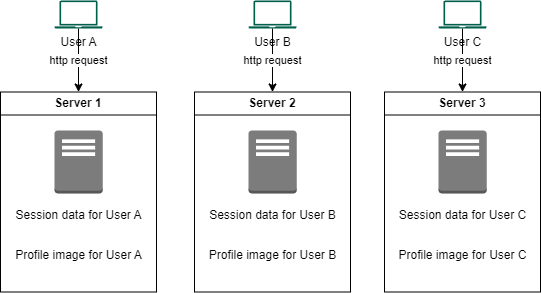 User A
http request
Server 1
Session data for User A
Profile image for User A
User B
http request
Server 2
Session data for User B
Profile image for User B
User C
http request
Server 3
Session data for User C
Profile image for User C